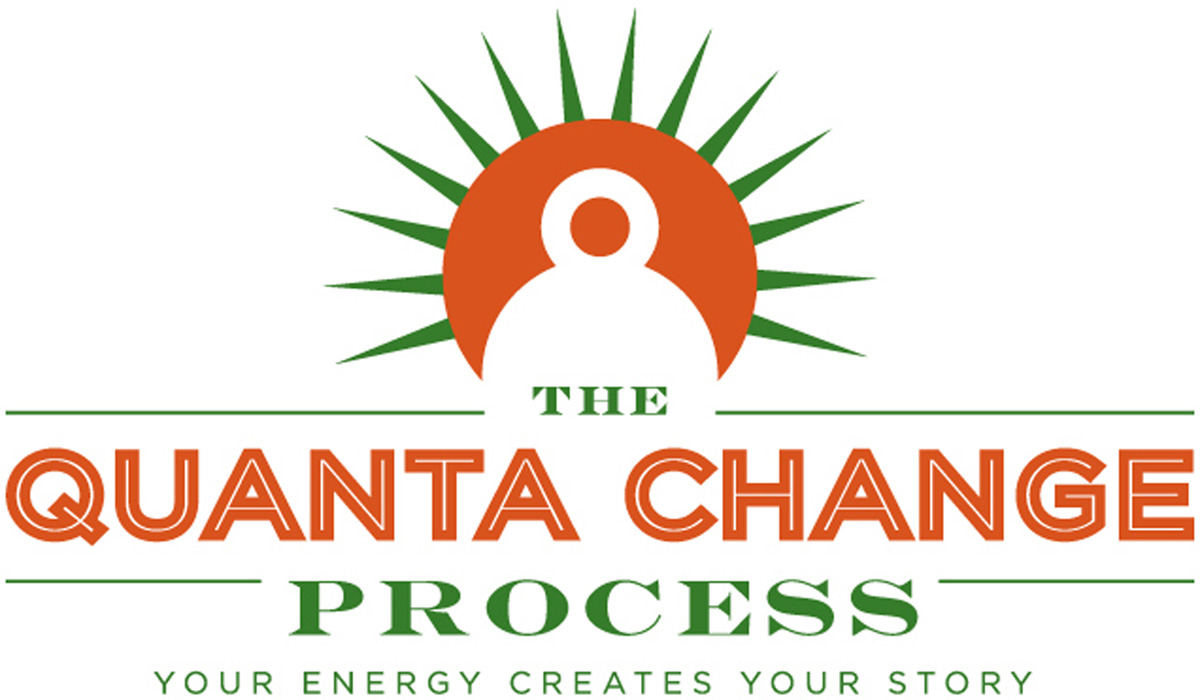 THE
QUANTA CHANGE
PROCESS
YOUR ENERGY CREATES YOUR STORY